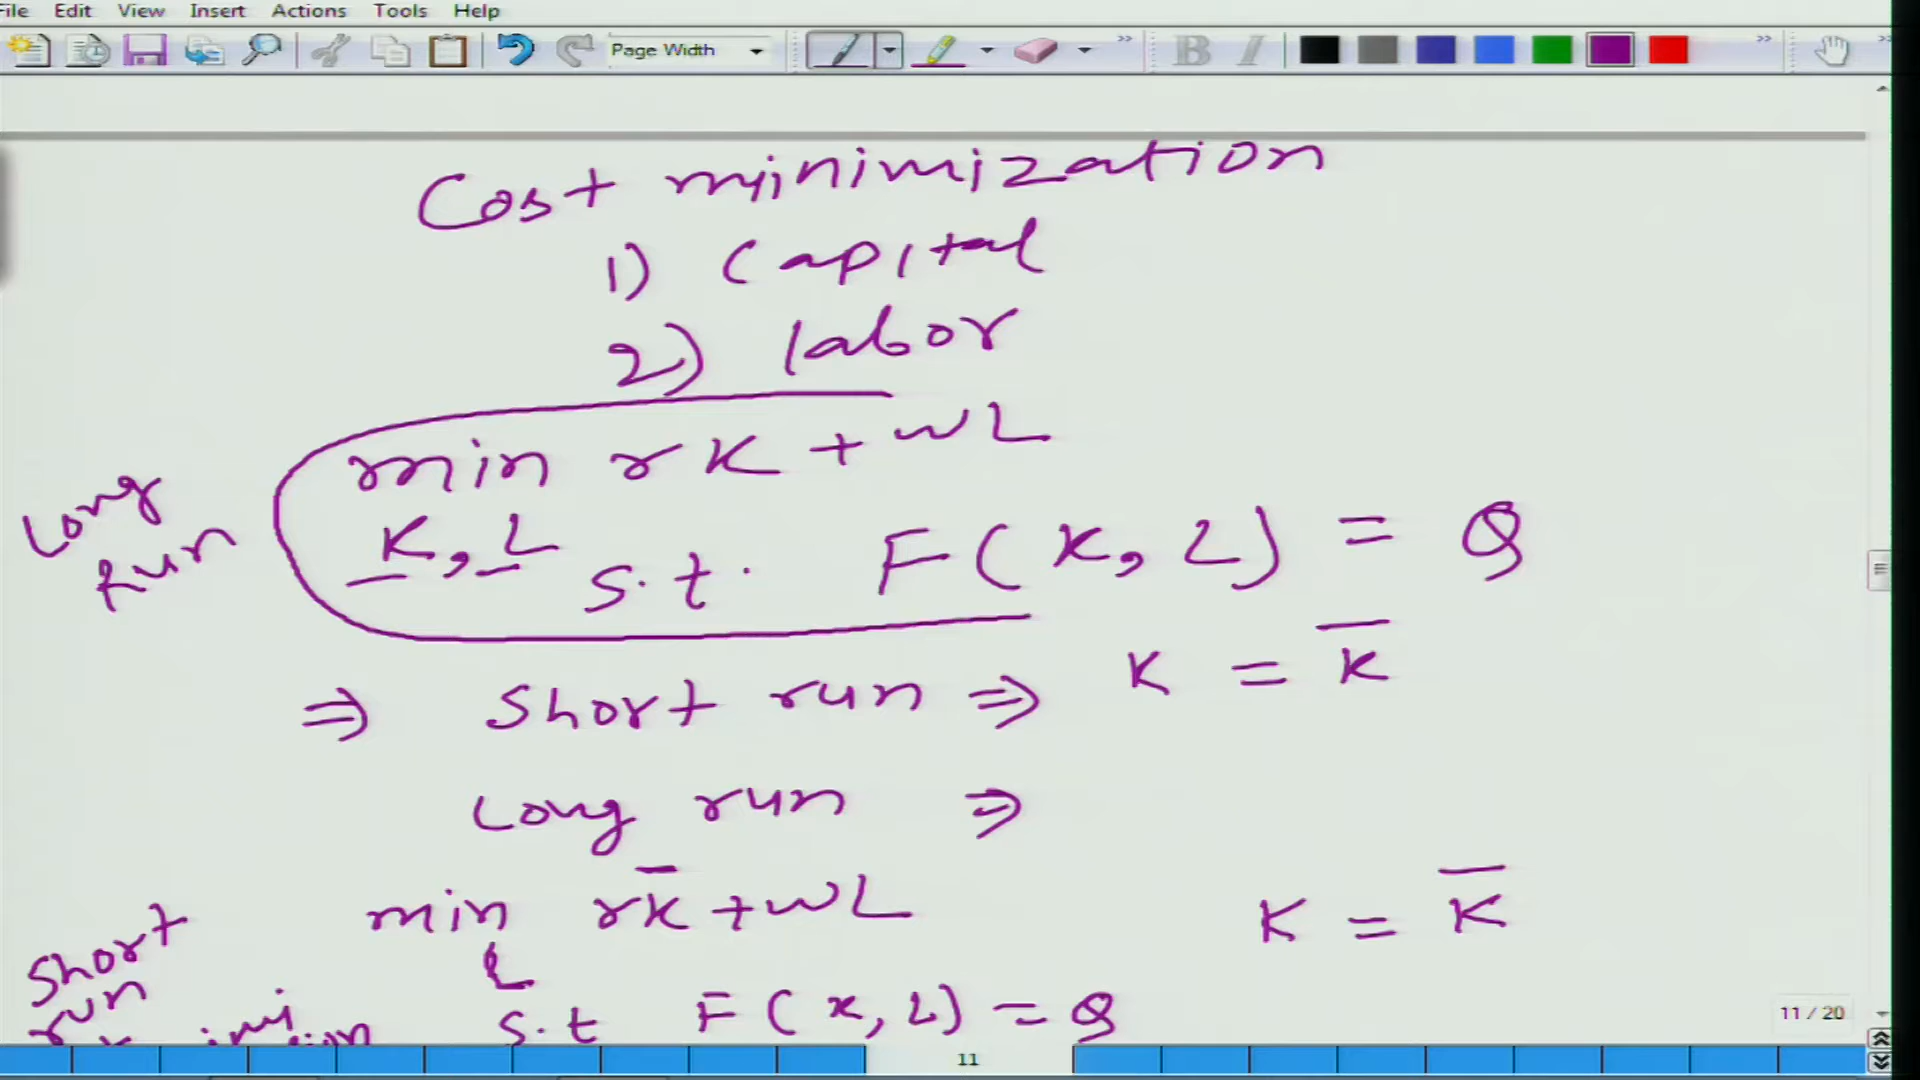 File Edit View Insert Actions Tools Help
Page Width
Cost minimization
1) Capital
2) labor
min rK + wL
K, L
s.t. F(K, L) = Q
Long
Run
⇒ Short run ⇒ K = K̅
Long run ⇒
min rK̅ + wL
L
K = K̅
Short
run
s.t F(K, L) = Q
11 / 20
11